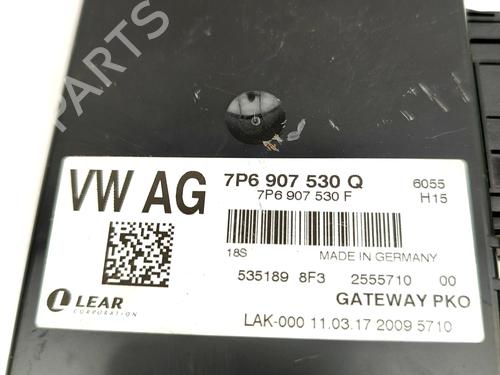 B-PARTS
VW AG
7P6 907 530 Q
7P6 907 530 F
6055
H15
18S
MADE IN GERMANY
535189 8F3 2555710 00
GATEWAY PKO
LEAR
CORPORATION
LAK-000 11.03.17 2009 5710